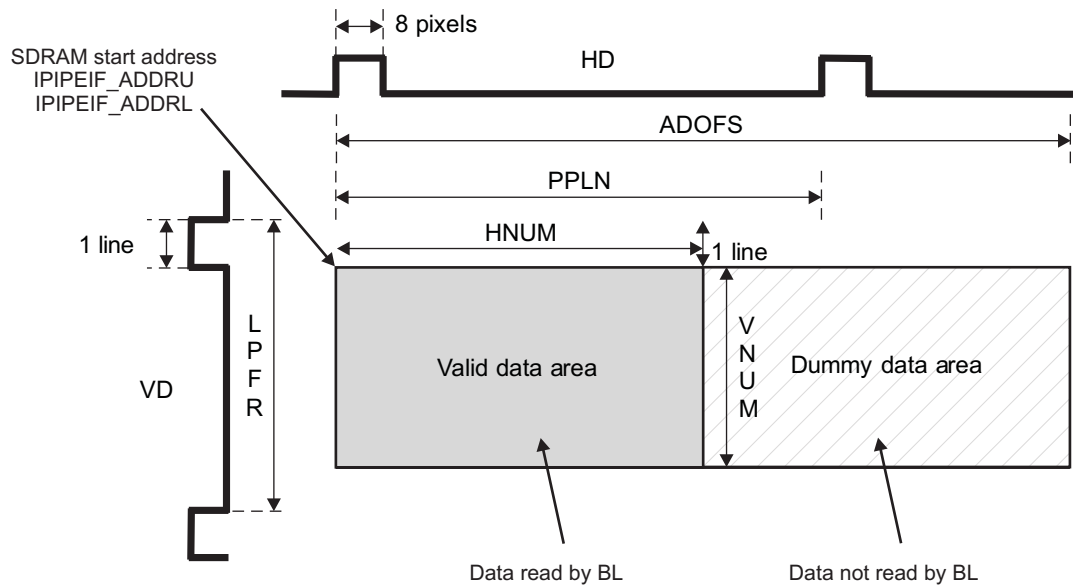 8 pixels
SDRAM start address
IPIPEIF_ADDRU
IPIPEIF_ADDRL
HD
ADOFS
PPLN
1 line
HNUM
1 line
L
P
F
R
V
N
U
M
VD
Valid data area
Dummy data area
Data read by BL
Data not read by BL